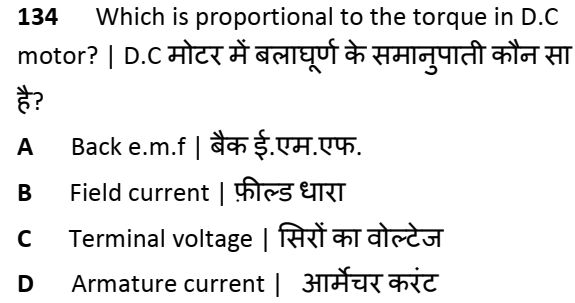 134 Which is proportional to the torque in D.C
motor? | D.C मोटर में बलाघूर्ण के समानुपाती कौन सा
है?
A Back e.m.f | बैक ई.एम.एफ.
B Field current | फ़ील्ड धारा
C Terminal voltage | सिरों का वोल्टेज
D Armature current | आर्मेचर करंट